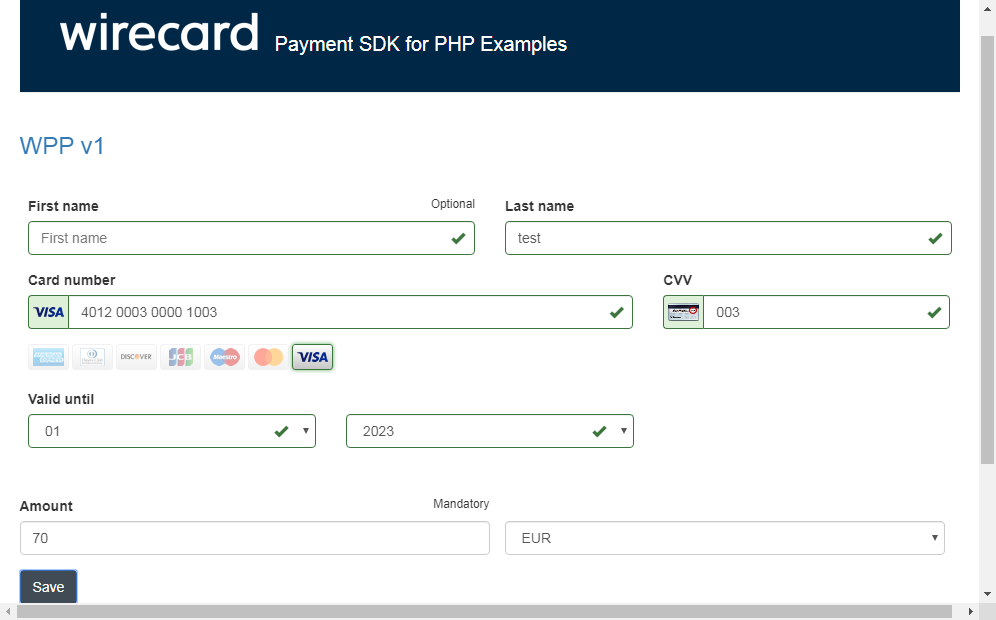 wirecard Payment SDK for PHP Examples
WPP v1
First name Optional Last name
First name test
Card number CVV
VISA 4012 0003 0000 1003 003
DISCOVER JCB Maestro VISA
Valid until
01 2023
Amount Mandatory
70 EUR
Save